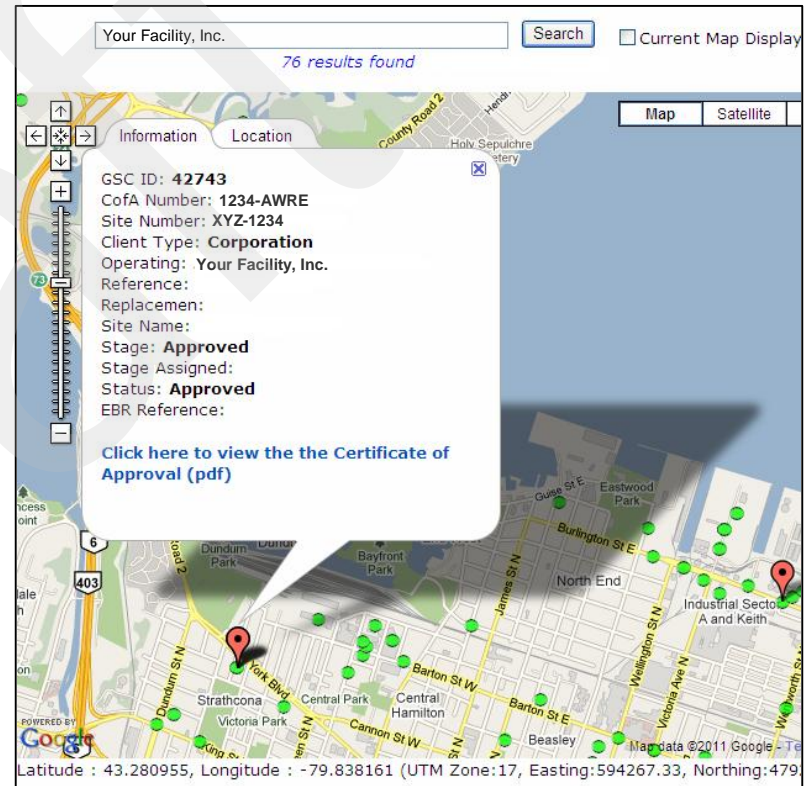 Your Facility, Inc.
Search
Current Map Display
76 results found
Map
Satellite
Information
Location
County Road 2
Holy Sepulchre
GSC ID: 42743
CofA Number: 1234-AWRE
Site Number: XYZ-1234
Client Type: Corporation
Operating: Your Facility, Inc.
Reference:
Replacemen:
Site Name:
Stage: Approved
Stage Assigned:
Status: Approved
EBR Reference:
Click here to view the the Certificate of
Approval (pdf)
73
6
403
Guise St E
Eastwood
Park
Burlington St E
Dundurn
Park
Bayfront
Park
James St N
North End
Industrial Sector
A and Keith
Wellington St N
Victoria Ave N
Wentworth St N
Dundurn St N
York Blvd
Strathcona
Victoria Park
Central Park
Central
Hamilton
Barton St W
Barton St E
Cannon St W
Beasley
King St
POWERED BY
Google
Map data ©2011 Google -
Latitude : 43.280955, Longitude : -79.838161 (UTM Zone:17, Easting:594267.33, Northing:479